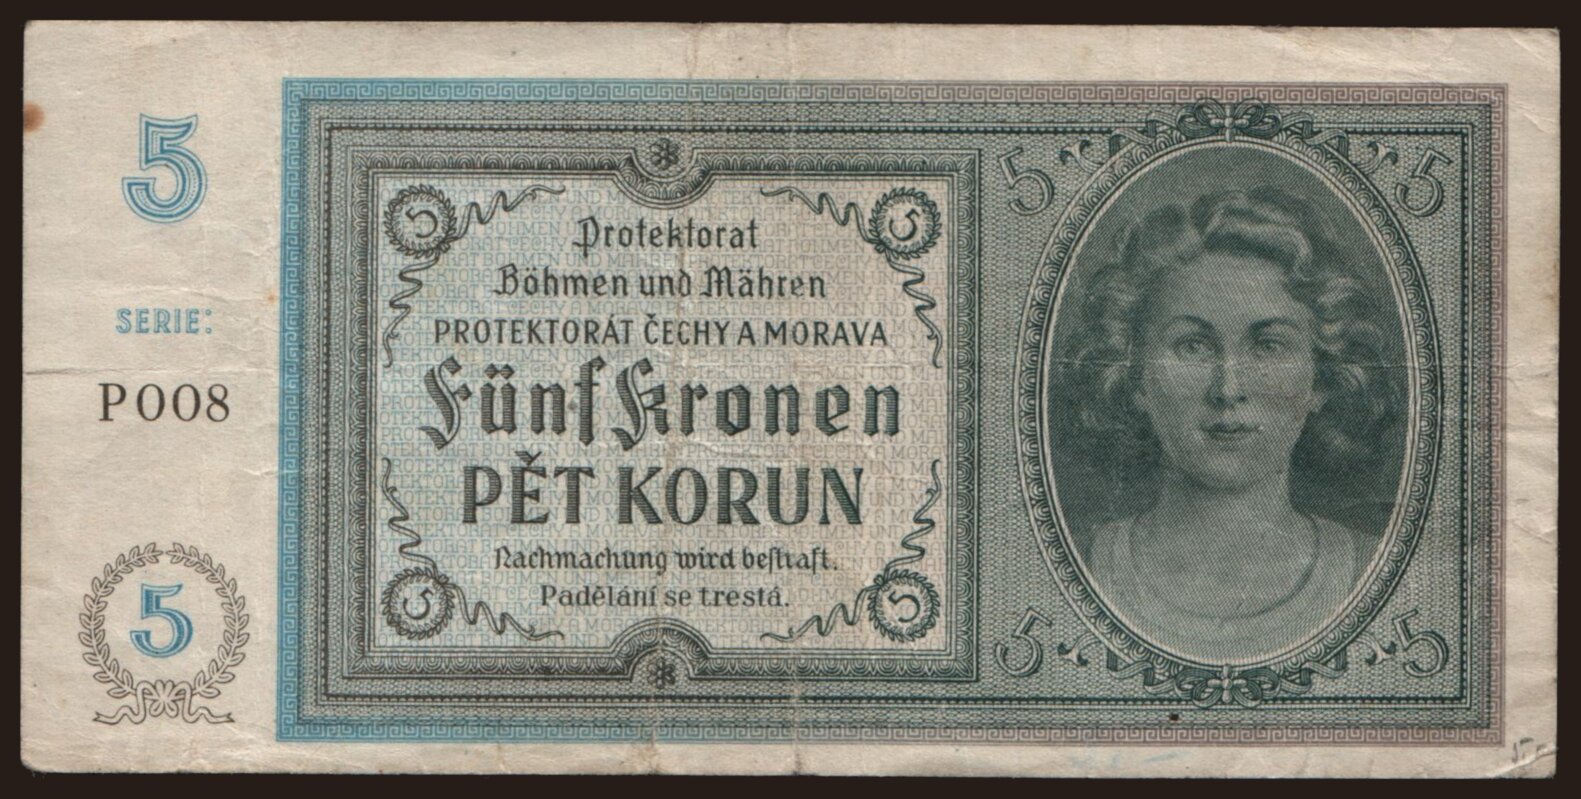 5
SERIE:
P008
5
5 5
Protektorat
Böhmen und Mähren
PROTEKTORÁT ČECHY A MORAVA
Fünf Kronen
PĚT KORUN
Nachmachung wird bestraft.
Padělání se trestá.
5 5
5 5
5 5